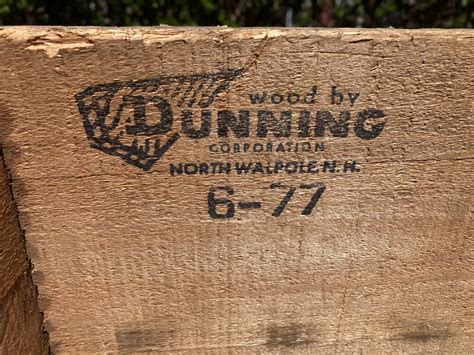 wood by
DUNNING
CORPORATION
NORTH WALPOLE, N.H.
6-77